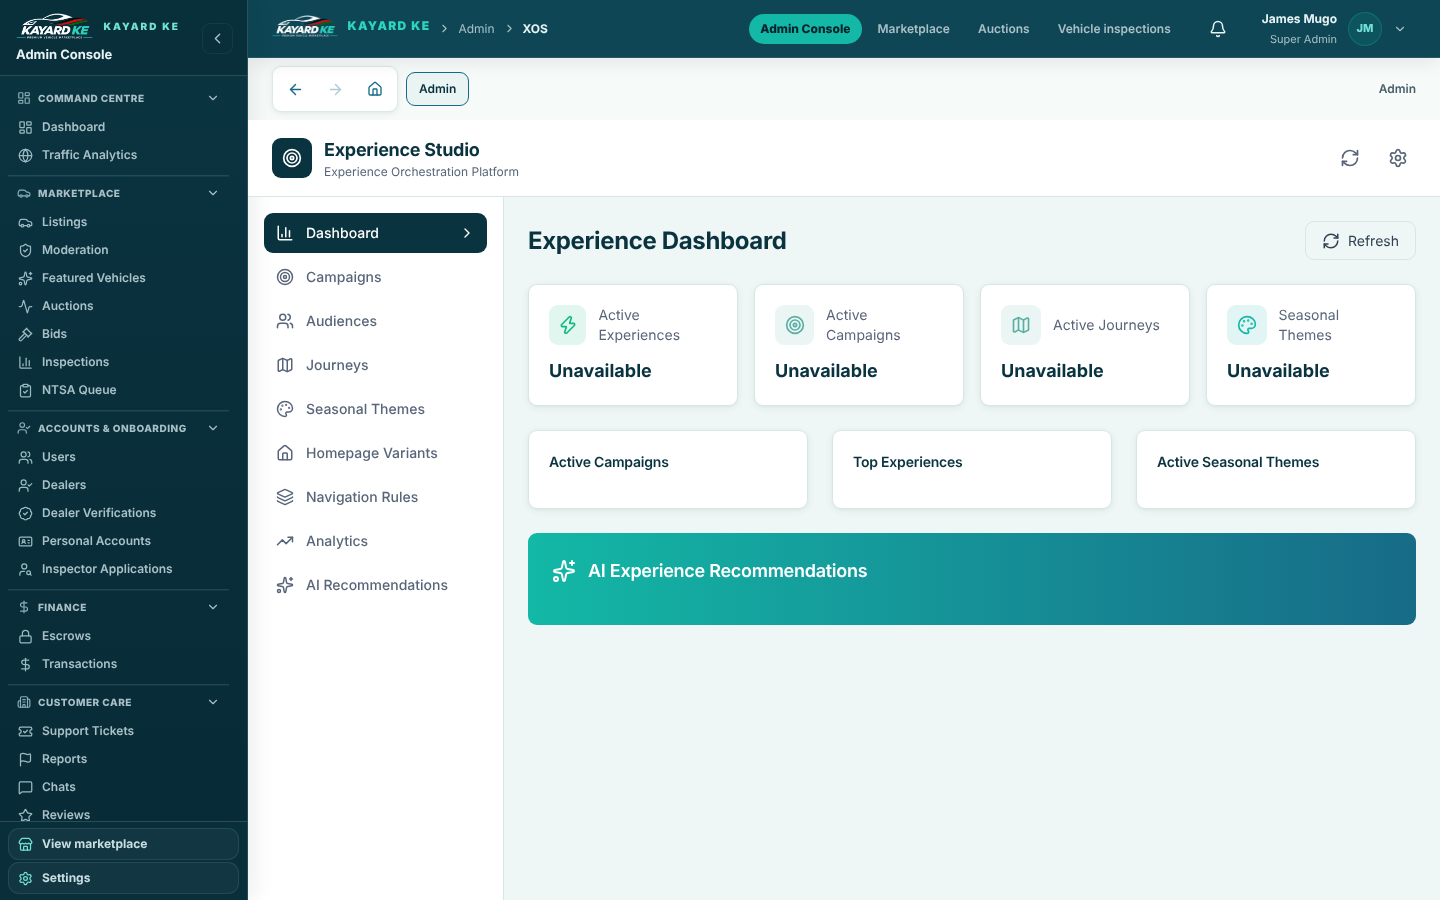 KAYARD KE
PREMIUM VEHICLE MARKETPLACE
KAYARD KE
Admin Console
COMMAND CENTRE
Dashboard
Traffic Analytics
MARKETPLACE
Listings
Moderation
Featured Vehicles
Auctions
Bids
Inspections
NTSA Queue
ACCOUNTS & ONBOARDING
Users
Dealers
Dealer Verifications
Personal Accounts
Inspector Applications
FINANCE
Escrows
Transactions
CUSTOMER CARE
Support Tickets
Reports
Chats
Reviews
View marketplace
Settings
KAYARD KE
KAYARD KE
Admin
XOS
Admin Console
Marketplace
Auctions
Vehicle inspections
James Mugo
Super Admin
JM
Admin
Admin
Experience Studio
Experience Orchestration Platform
Dashboard
Campaigns
Audiences
Journeys
Seasonal Themes
Homepage Variants
Navigation Rules
Analytics
AI Recommendations
Experience Dashboard
Refresh
Active
Experiences
Unavailable
Active
Campaigns
Unavailable
Active Journeys
Unavailable
Seasonal
Themes
Unavailable
Active Campaigns
Top Experiences
Active Seasonal Themes
AI Experience Recommendations